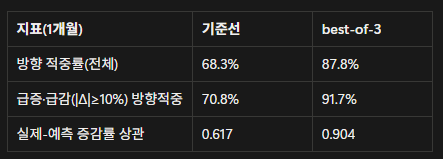 지표(1개월) 기준선 best-of-3
방향 적중률(전체) 68.3% 87.8%
급증·급감(|Δ|≥10%) 방향적중 70.8% 91.7%
실제-예측 증감률 상관 0.617 0.904